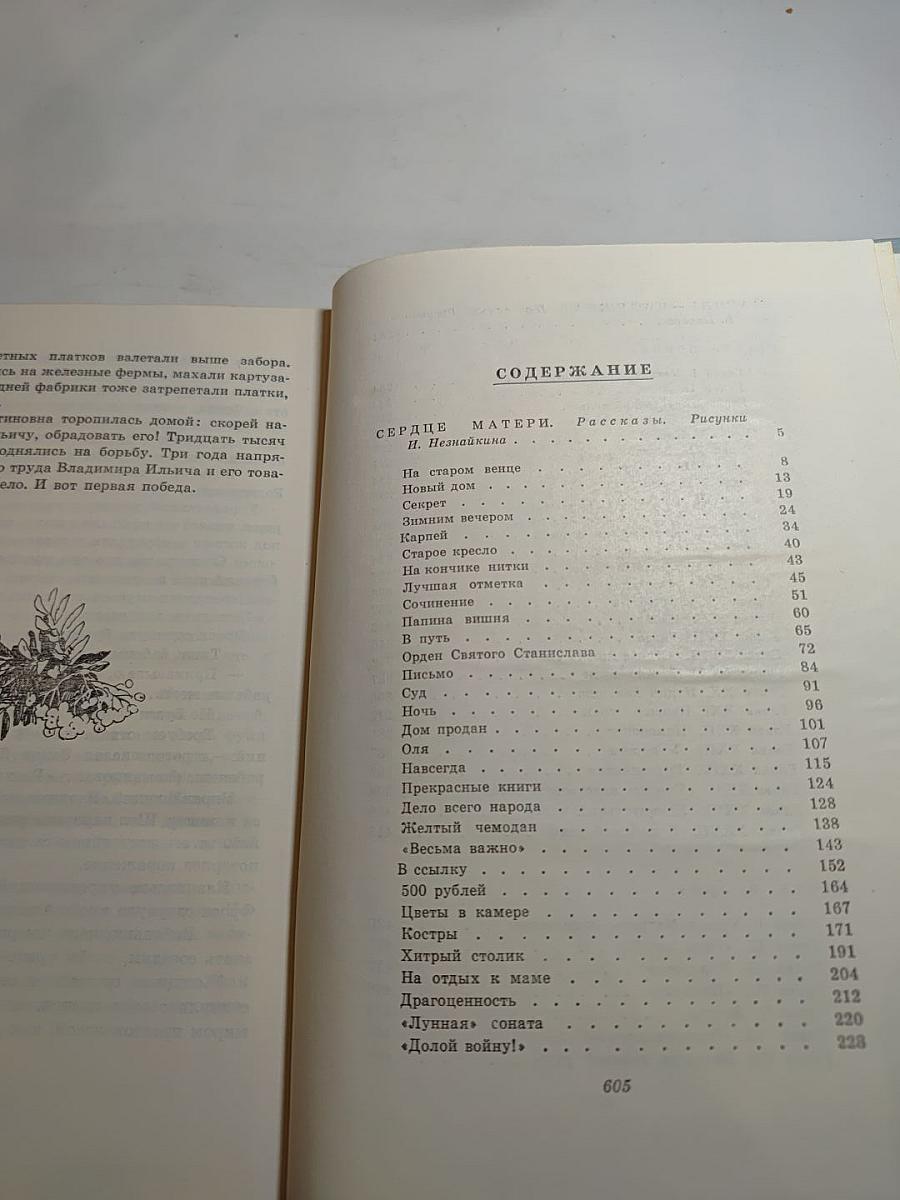 етных платков взлетали выше забора.
сь на железные фермы, махали картуза-
дней фабрики тоже затрепетали платки,
тиновна торопилась домой: скорей на-
ьичу, обрадовать его! Тридцать тысяч
однялись на борьбу. Три года напря-
о труда Владимира Ильича и его това-
ело. И вот первая победа.
СОДЕРЖАНИЕ
СЕРДЦЕ МАТЕРИ. Рассказы. Рисунки
И. Незнайкина . . . . . . . . . . . . 5
На старом венце . . . . . . . . . . . 8
Новый дом . . . . . . . . . . . . 13
Секрет . . . . . . . . . . . . . 19
Зимним вечером . . . . . . . . . . . 24
Карпей . . . . . . . . . . . . . 34
Старое кресло . . . . . . . . . . . 40
На кончике нитки . . . . . . . . . . 43
Лучшая отметка . . . . . . . . . . . 45
Сочинение . . . . . . . . . . . . 51
Папина вишня . . . . . . . . . . . 60
В путь . . . . . . . . . . . . . 65
Орден Святого Станислава . . . . . . . 72
Письмо . . . . . . . . . . . . . 84
Суд . . . . . . . . . . . . . . 91
Ночь . . . . . . . . . . . . . 96
Дом продан . . . . . . . . . . . . 101
Оля . . . . . . . . . . . . . . 107
Навсегда . . . . . . . . . . . . 115
Прекрасные книги . . . . . . . . . . 124
Дело всего народа . . . . . . . . . . 128
Желтый чемодан . . . . . . . . . . 138
«Весьма важно» . . . . . . . . . . . 143
В ссылку . . . . . . . . . . . . 152
500 рублей . . . . . . . . . . . . 164
Цветы в камере . . . . . . . . . . 167
Костры . . . . . . . . . . . . . 171
Хитрый столик . . . . . . . . . . . 191
На отдых к маме . . . . . . . . . . 204
Драгоценность . . . . . . . . . . . 212
«Лунная» соната . . . . . . . . . . 220
«Долой войну!» . . . . . . . . . . . 228
605